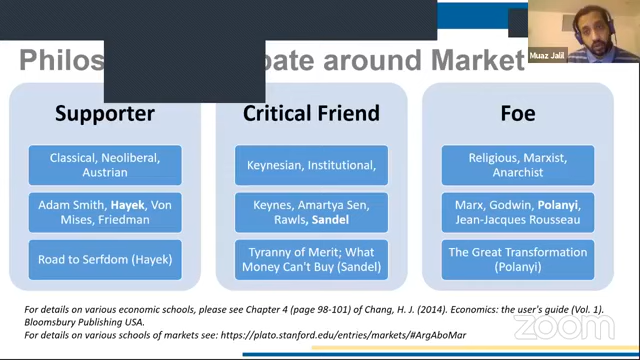 Philos
bate around Market
Muaz Jalil
Supporter
Classical, Neoliberal,
Austrian
Adam Smith, Hayek, Von
Mises, Friedman
Road to Serfdom (Hayek)
Critical Friend
Keynesian, Institutional,
Keynes, Amartya Sen,
Rawls, Sandel
Tyranny of Merit; What
Money Can't Buy (Sandel)
Foe
Religious, Marxist,
Anarchist
Marx, Godwin, Polanyi,
Jean-Jacques Rousseau
The Great Transformation
(Polanyi)
For details on various economic schools, please see Chapter 4 (page 98-101) of Chang, H. J. (2014). Economics: the user's guide (Vol. 1).
Bloomsbury Publishing USA.
For details on various schools of markets see: https://plato.stanford.edu/entries/markets/#ArgAboMar
zoom